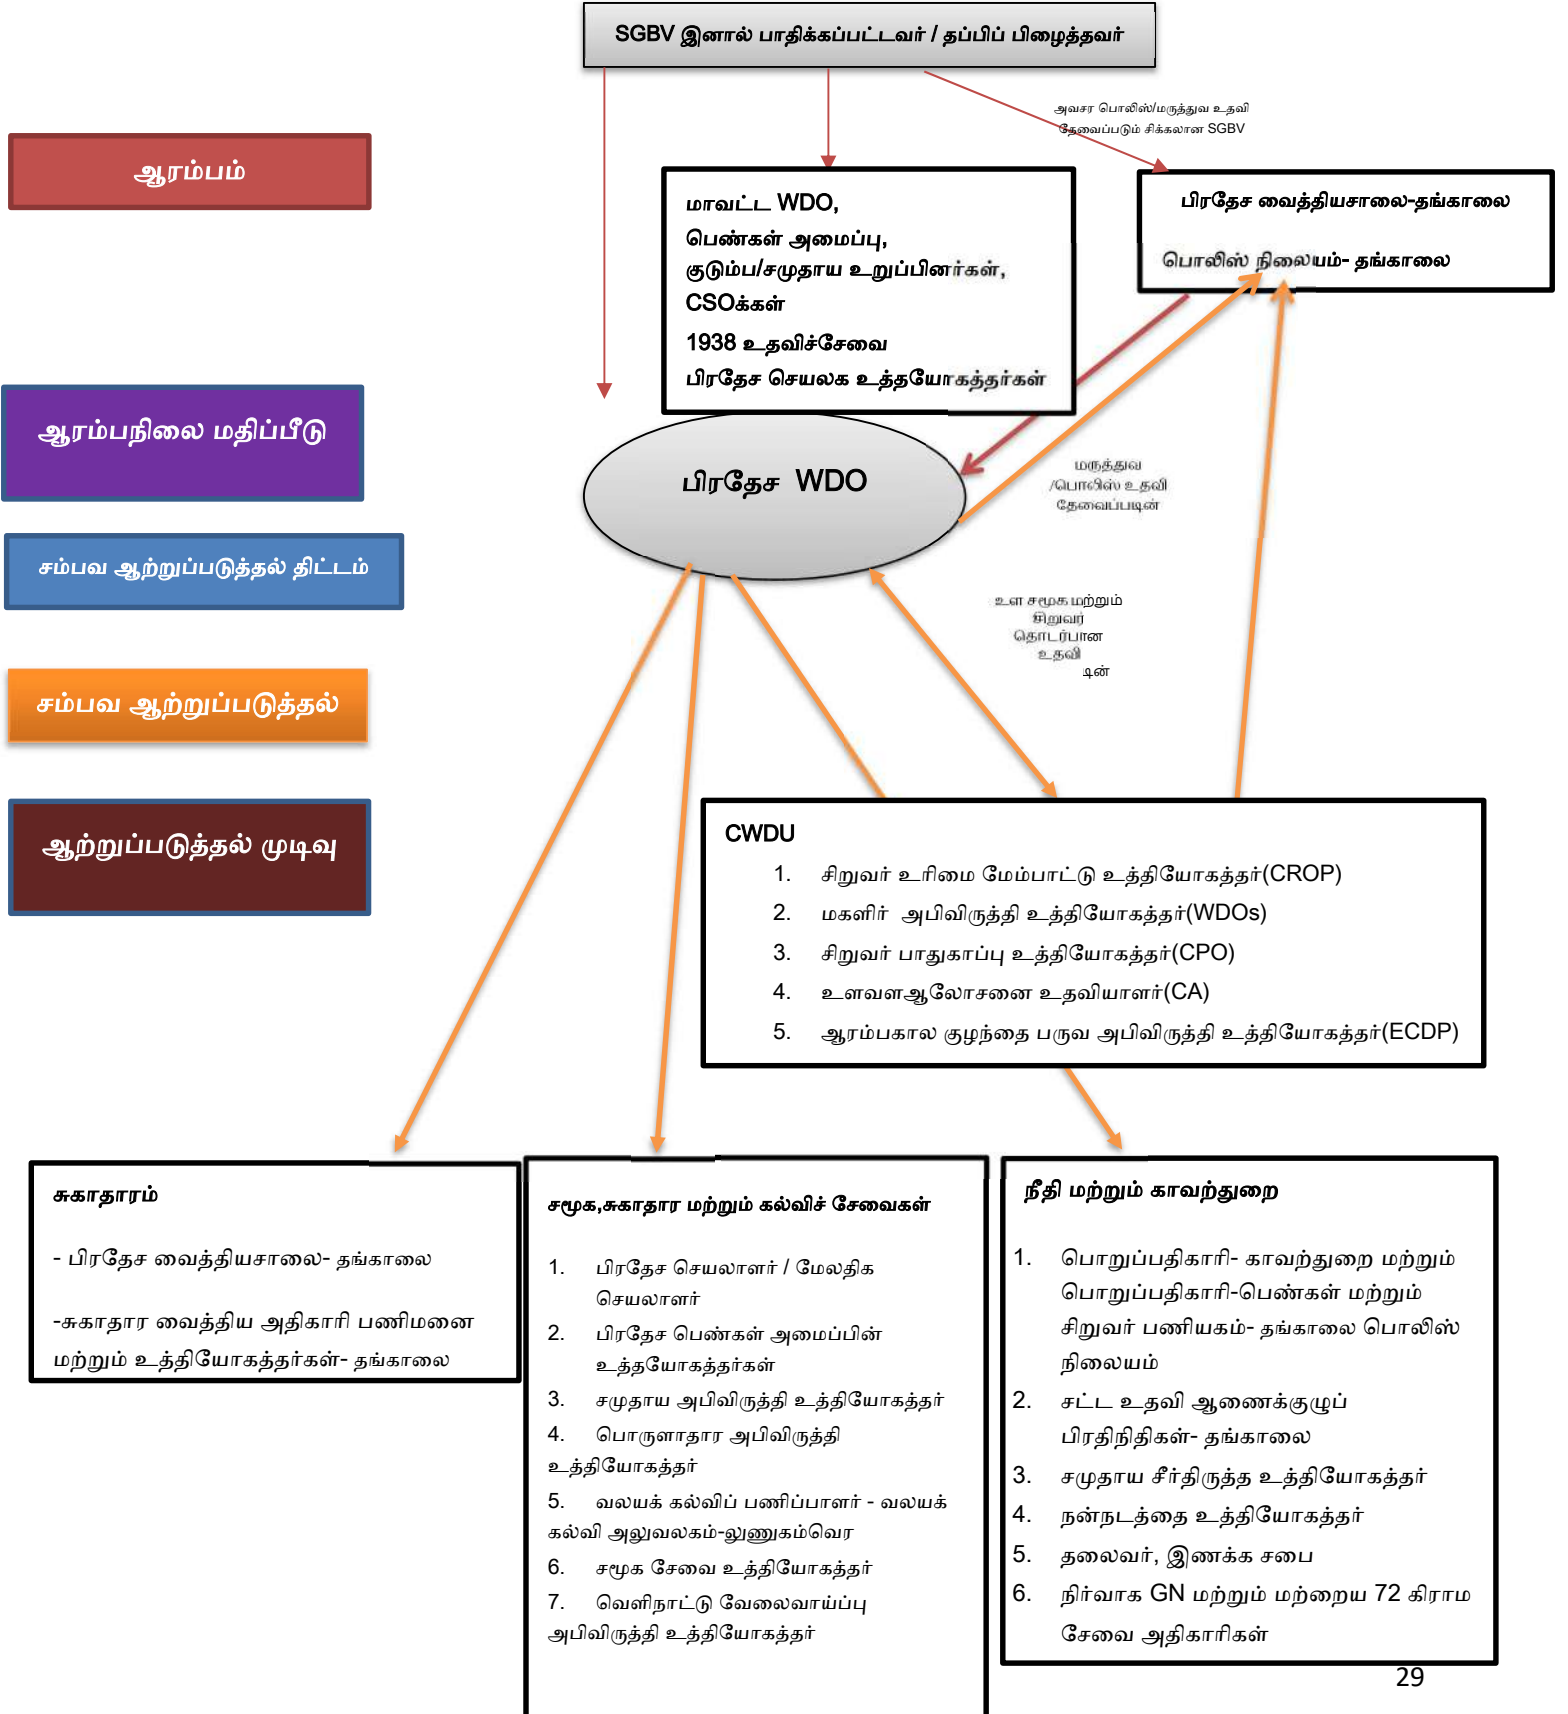 SGBV இனால் பாதிக்கப்பட்டவர் / தப்பிப் பிழைத்தவர்
அவசர பொலிஸ்/மருத்துவ உதவி
தேவைப்படும் சிக்கலான SGBV
ஆரம்பம்
மாவட்ட WDO,
பெண்கள் அமைப்பு,
குடும்ப/சமுதாய உறுப்பினர்கள்,
CSOக்கள்
1938 உதவிச்சேவை
பிரதேச செயலக உத்தயோகத்தர்கள்
பிரதேச வைத்தியசாலை-தங்காலை
பொலிஸ் நிலையம்- தங்காலை
ஆரம்பநிலை மதிப்பீடு
பிரதேச WDO
மருத்துவ
/பொலிஸ் உதவி
தேவைப்படின்
சம்பவ ஆற்றுப்படுத்தல் திட்டம்
உள சமூக மற்றும்
சிறுவர்
தொடர்பான
உதவி
டின்
சம்பவ ஆற்றுப்படுத்தல்
ஆற்றுப்படுத்தல் முடிவு
CWDU
1. சிறுவர் உரிமை மேம்பாட்டு உத்தியோகத்தர்(CROP)
2. மகளிர் அபிவிருத்தி உத்தியோகத்தர்(WDOs)
3. சிறுவர் பாதுகாப்பு உத்தியோகத்தர்(CPO)
4. உளவளஆலோசனை உதவியாளர்(CA)
5. ஆரம்பகால குழந்தை பருவ அபிவிருத்தி உத்தியோகத்தர்(ECDP)
சுகாதாரம்
- பிரதேச வைத்தியசாலை- தங்காலை
-சுகாதார வைத்திய அதிகாரி பணிமனை
மற்றும் உத்தியோகத்தர்கள்- தங்காலை
சமூக,சுகாதார மற்றும் கல்விச் சேவைகள்
1. பிரதேச செயலாளர் / மேலதிக
செயலாளர்
2. பிரதேச பெண்கள் அமைப்பின்
உத்தயோகத்தர்கள்
3. சமுதாய அபிவிருத்தி உத்தியோகத்தர்
4. பொருளாதார அபிவிருத்தி
உத்தியோகத்தர்
5. வலயக் கல்விப் பணிப்பாளர் - வலயக்
கல்வி அலுவலகம்-லுணுகம்வெர
6. சமூக சேவை உத்தியோகத்தர்
7. வெளிநாட்டு வேலைவாய்ப்பு
அபிவிருத்தி உத்தியோகத்தர்
நீதி மற்றும் காவற்துறை
1. பொறுப்பதிகாரி- காவற்துறை மற்றும்
பொறுப்பதிகாரி-பெண்கள் மற்றும்
சிறுவர் பணியகம்- தங்காலை பொலிஸ்
நிலையம்
2. சட்ட உதவி ஆணைக்குழுப்
பிரதிநிதிகள்- தங்காலை
3. சமுதாய சீர்திருத்த உத்தியோகத்தர்
4. நன்நடத்தை உத்தியோகத்தர்
5. தலைவர், இணக்க சபை
6. நிர்வாக GN மற்றும் மற்றைய 72 கிராம
சேவை அதிகாரிகள்
29